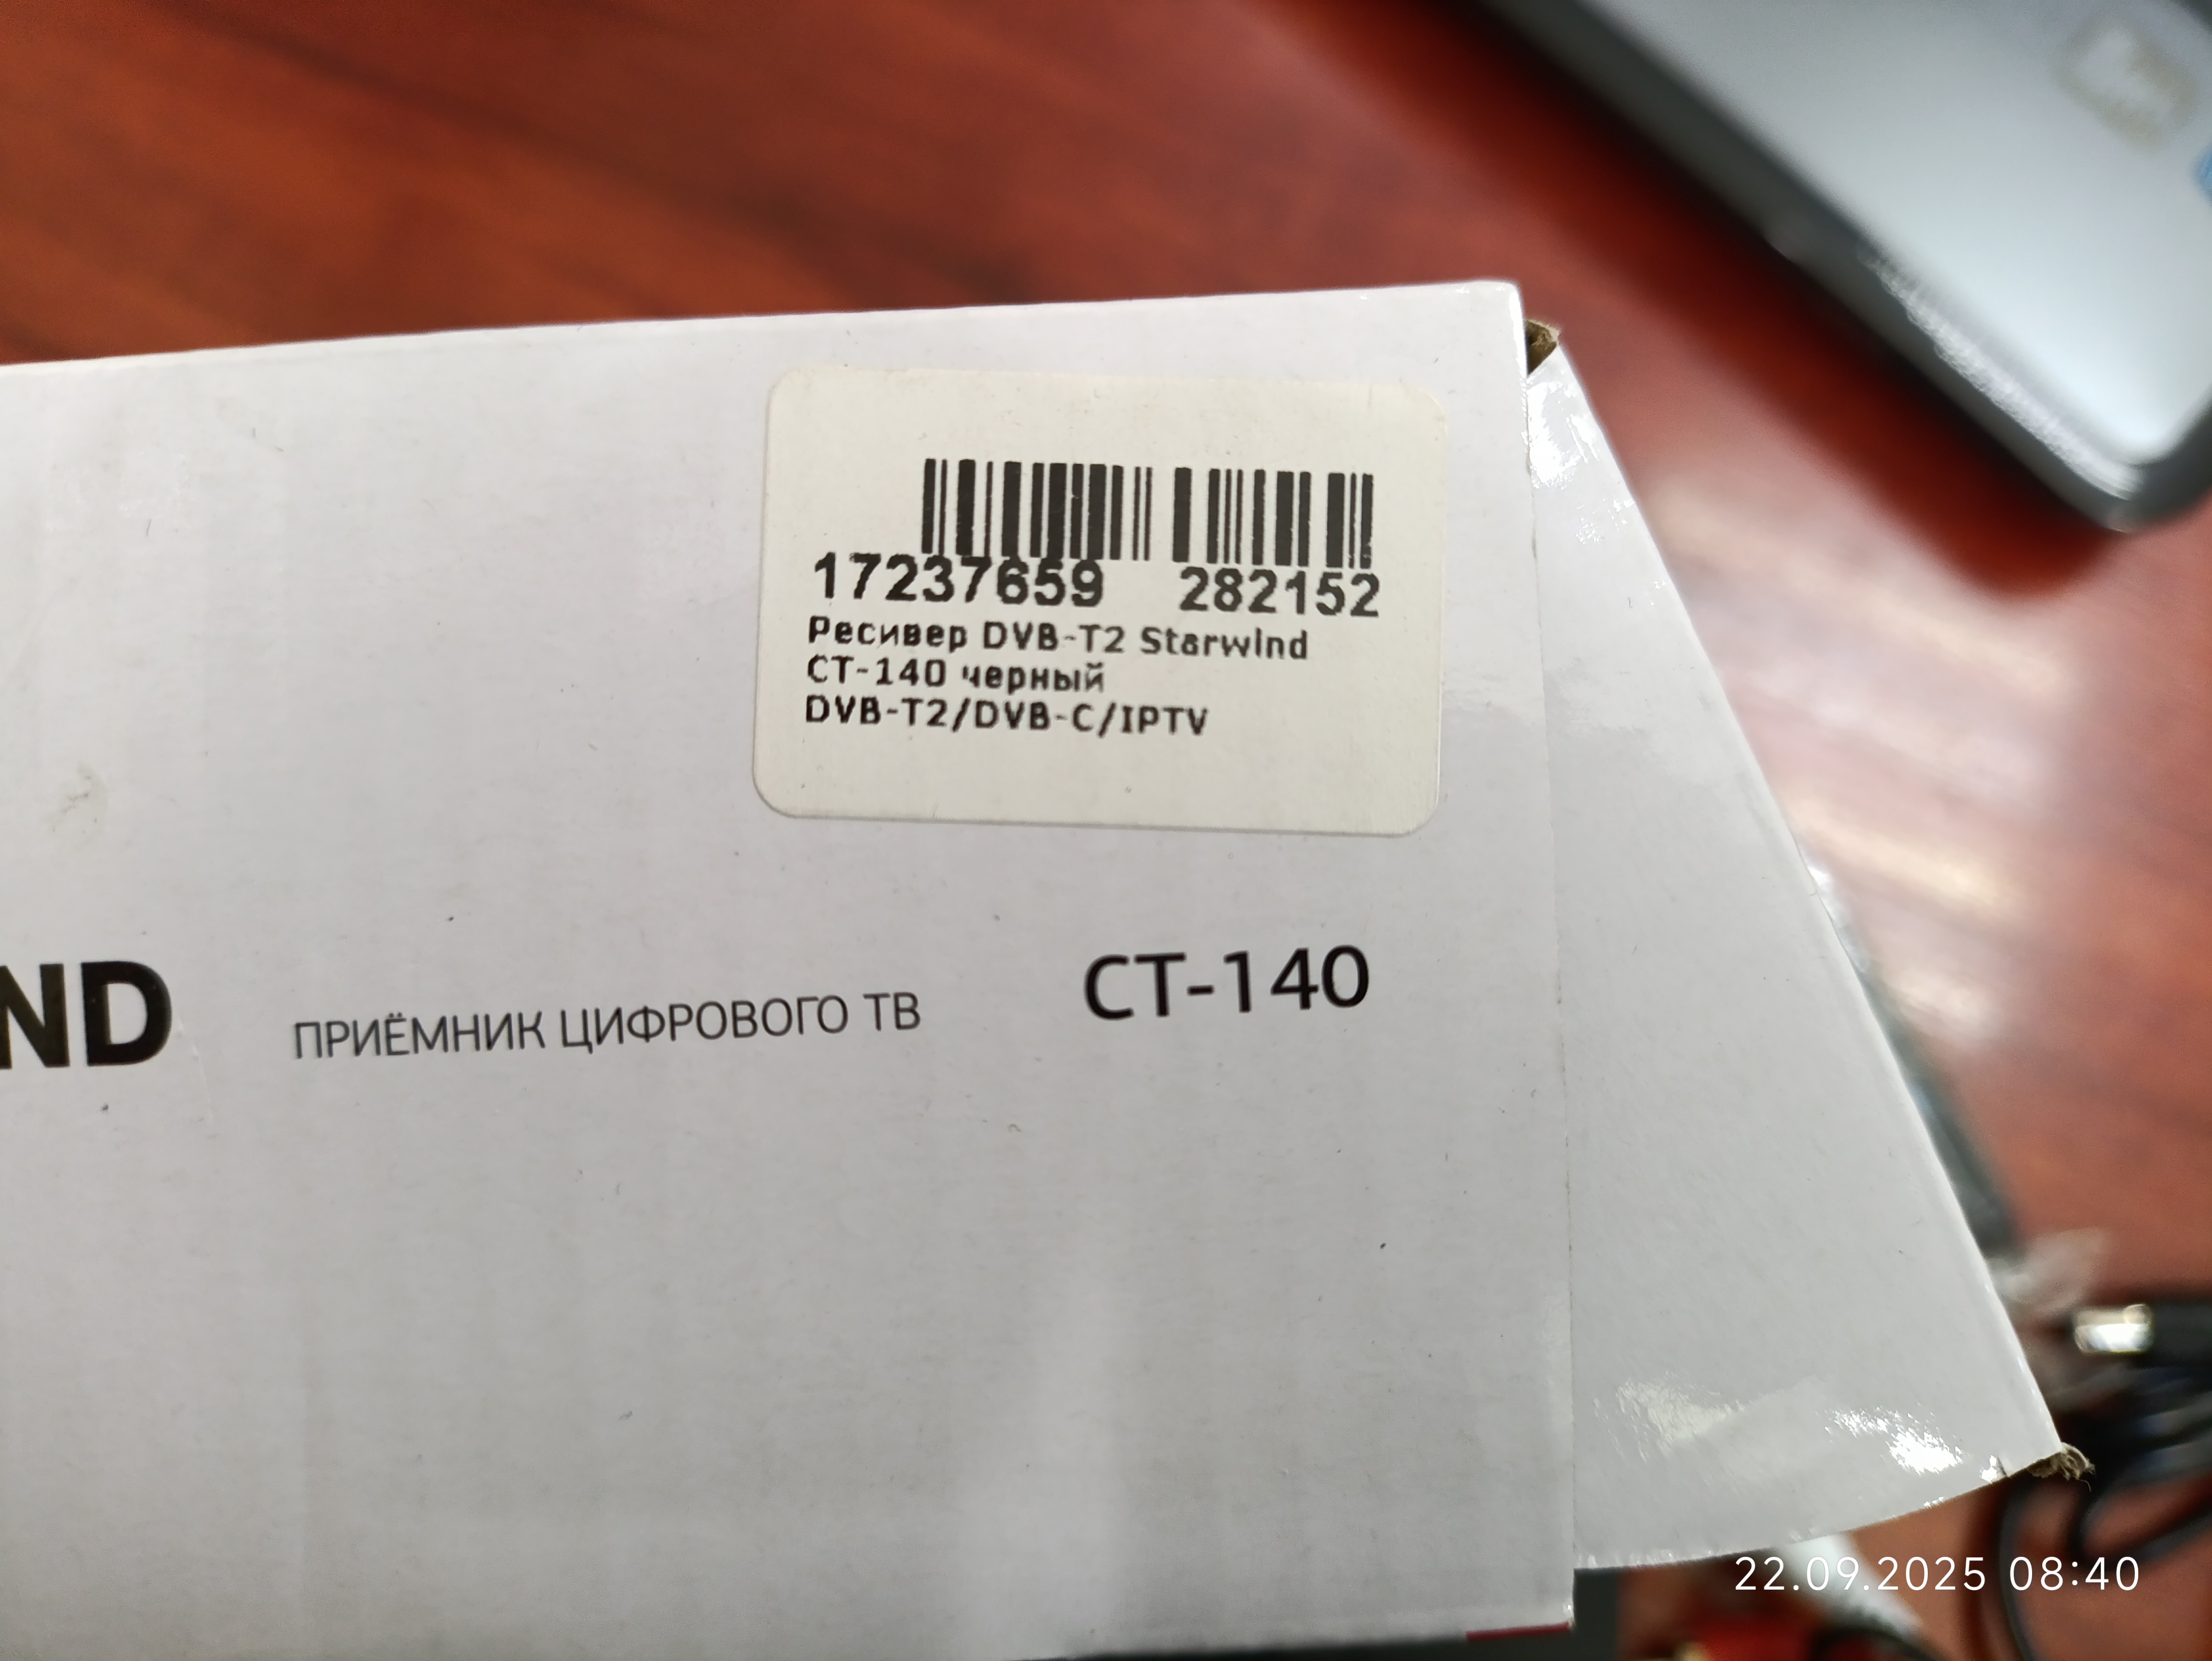 17237659 282152
Ресивер DVB-T2 Starwind
CT-140 черный
DVB-T2/DVB-C/IPTV
ND ПРИЁМНИК ЦИФРОВОГО ТВ CT-140
22.09.2025 08:40